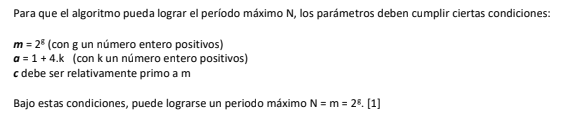 Para que el algoritmo pueda lograr el período máximo N, los parámetros deben cumplir ciertas condiciones:
m = 2ᵍ (con g un número entero positivos)
a = 1 + 4.k (con k un número entero positivos)
c debe ser relativamente primo a m
Bajo estas condiciones, puede lograrse un periodo máximo N = m = 2ᵍ. [1]